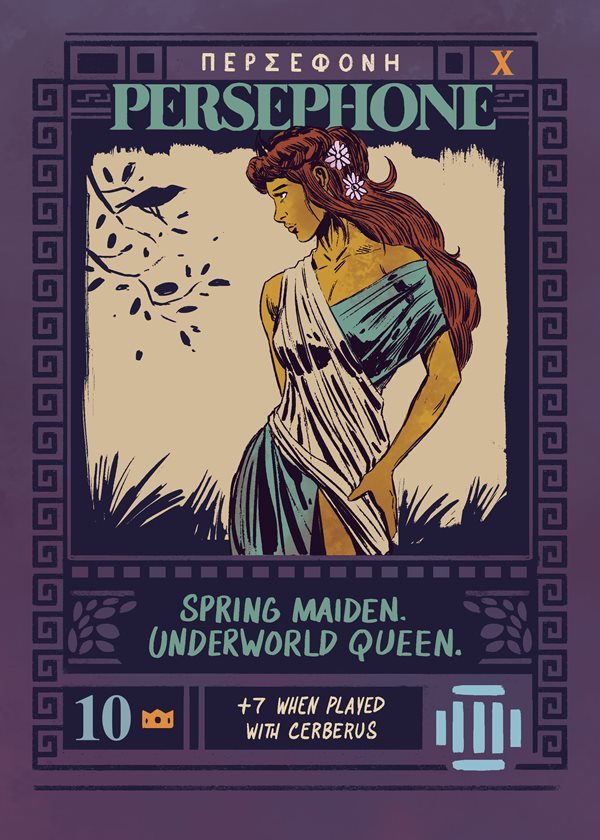 ΠΕΡΣΕΦΟΝΗ
X
PERSEPHONE
SPRING MAIDEN.
UNDERWORLD QUEEN.
10
+7 WHEN PLAYED
WITH CERBERUS